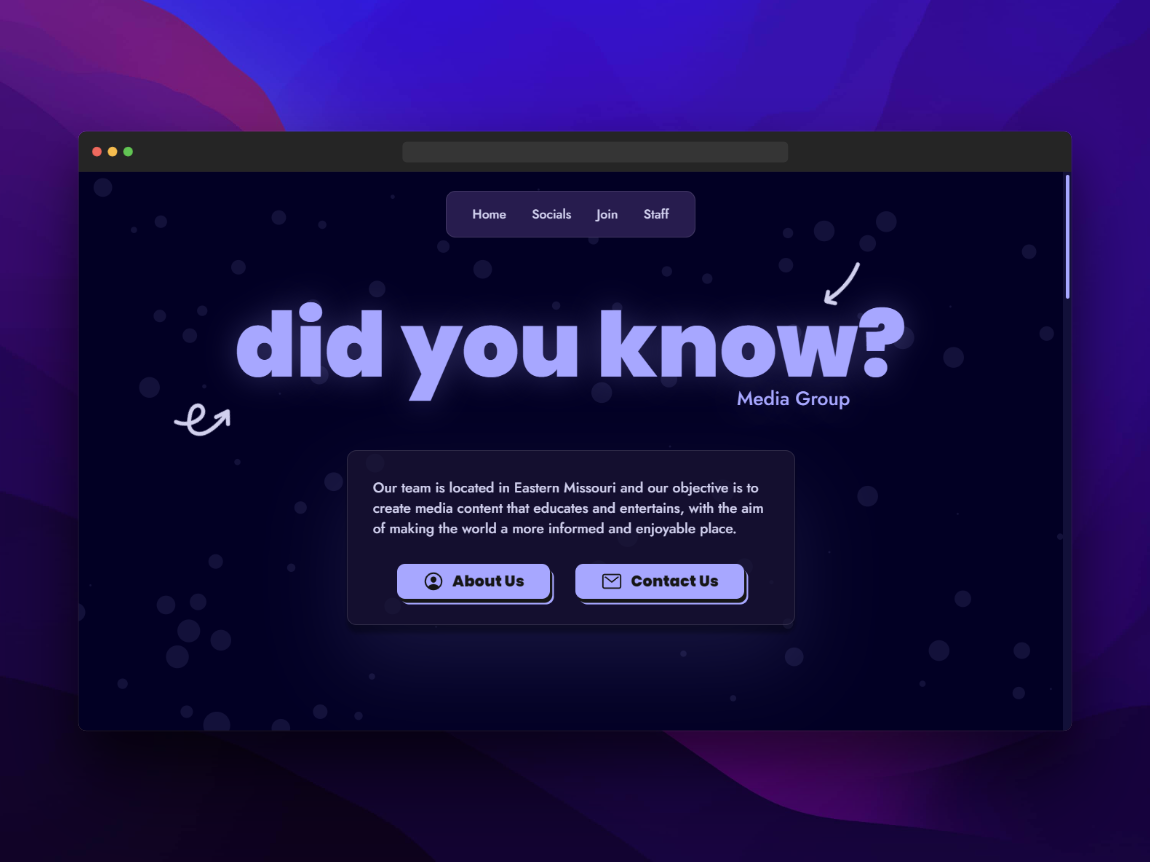 Home Socials Join Staff
did you know?
Media Group
Our team is located in Eastern Missouri and our objective is to
create media content that educates and entertains, with the aim
of making the world a more informed and enjoyable place.
About Us Contact Us